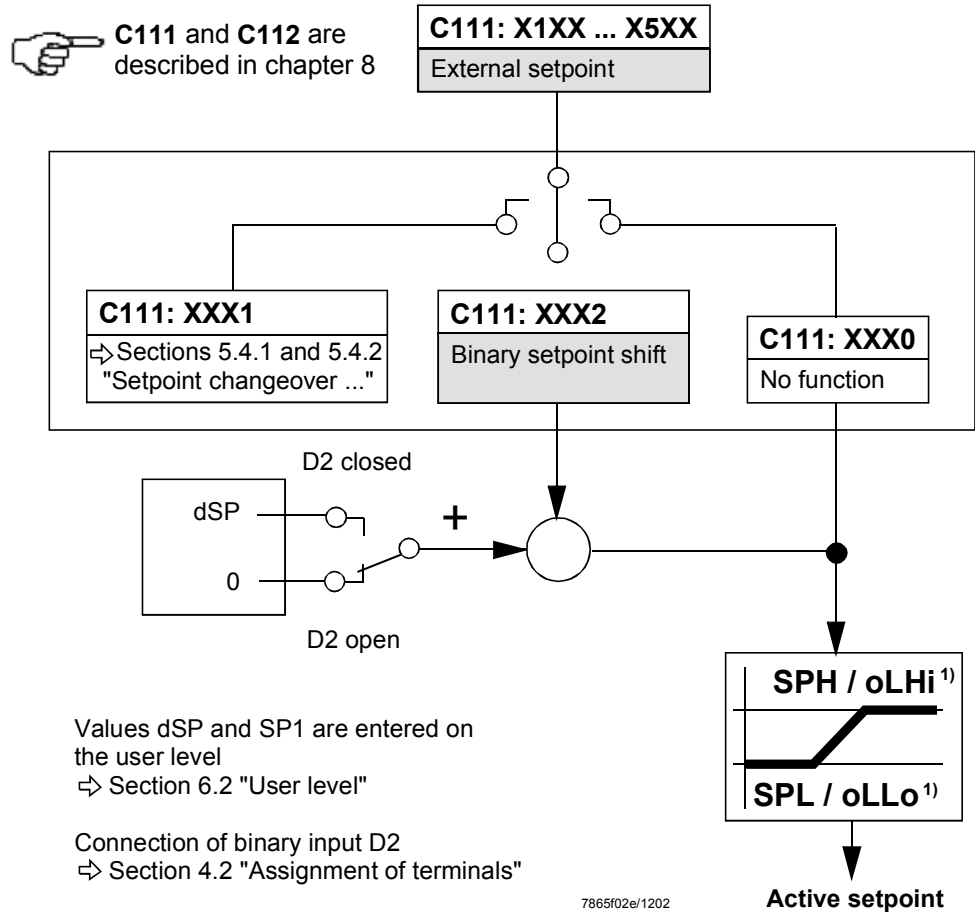 C111 and C112 are
described in chapter 8
C111: X1XX ... X5XX
External setpoint
C111: XXX1
⇨ Sections 5.4.1 and 5.4.2
"Setpoint changeover ..."
C111: XXX2
Binary setpoint shift
C111: XXX0
No function
D2 closed
dSP
+
0
D2 open
SPH / oLHi 1)
SPL / oLLo 1)
Values dSP and SP1 are entered on
the user level
⇨ Section 6.2 "User level"
Connection of binary input D2
⇨ Section 4.2 "Assignment of terminals"
7865f02e/1202
Active setpoint